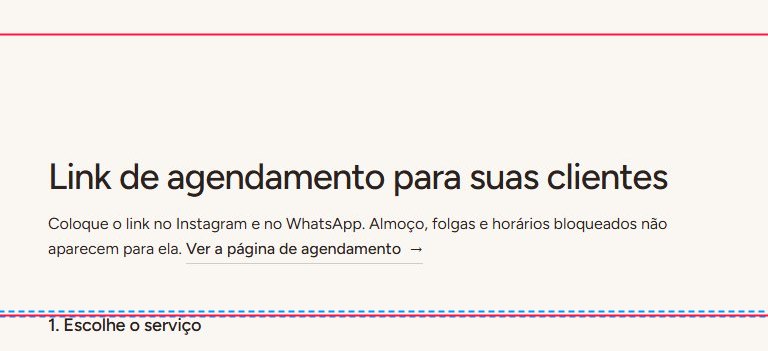 Link de agendamento para suas clientes
Coloque o link no Instagram e no WhatsApp. Almoço, folgas e horários bloqueados não
aparecem para ela. Ver a página de agendamento →
1. Escolhe o serviço